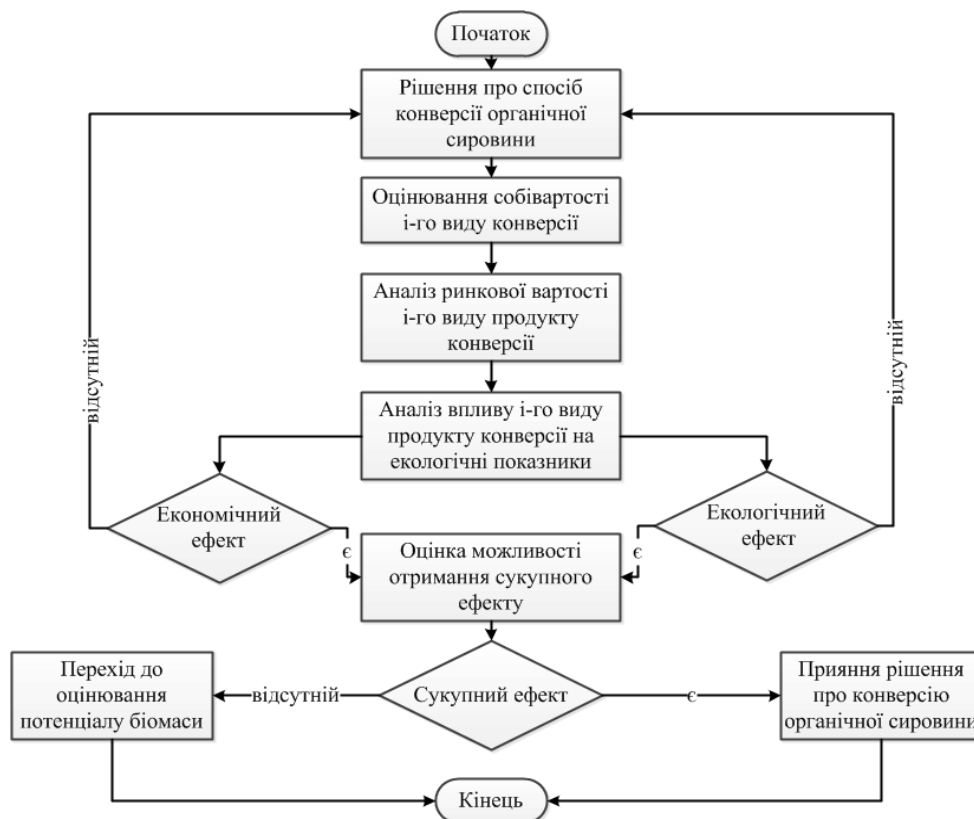 Початок
Рішення про спосіб
конверсії органічної
сировини
Оцінювання собівартості
і-го виду конверсії
Аналіз ринкової вартості
і-го виду продукту
конверсії
Аналіз впливу і-го виду
продукту конверсії на
екологічні показники
відсутній
відсутній
Економічний
ефект
Екологічний
ефект
є
є
Оцінка можливості
отримання сукупного
ефекту
Перехід до
оцінювання
потенціалу біомаси
відсутній
Сукупний ефект
є
Прияння рішення
про конверсію
органічної сировини
Кінець